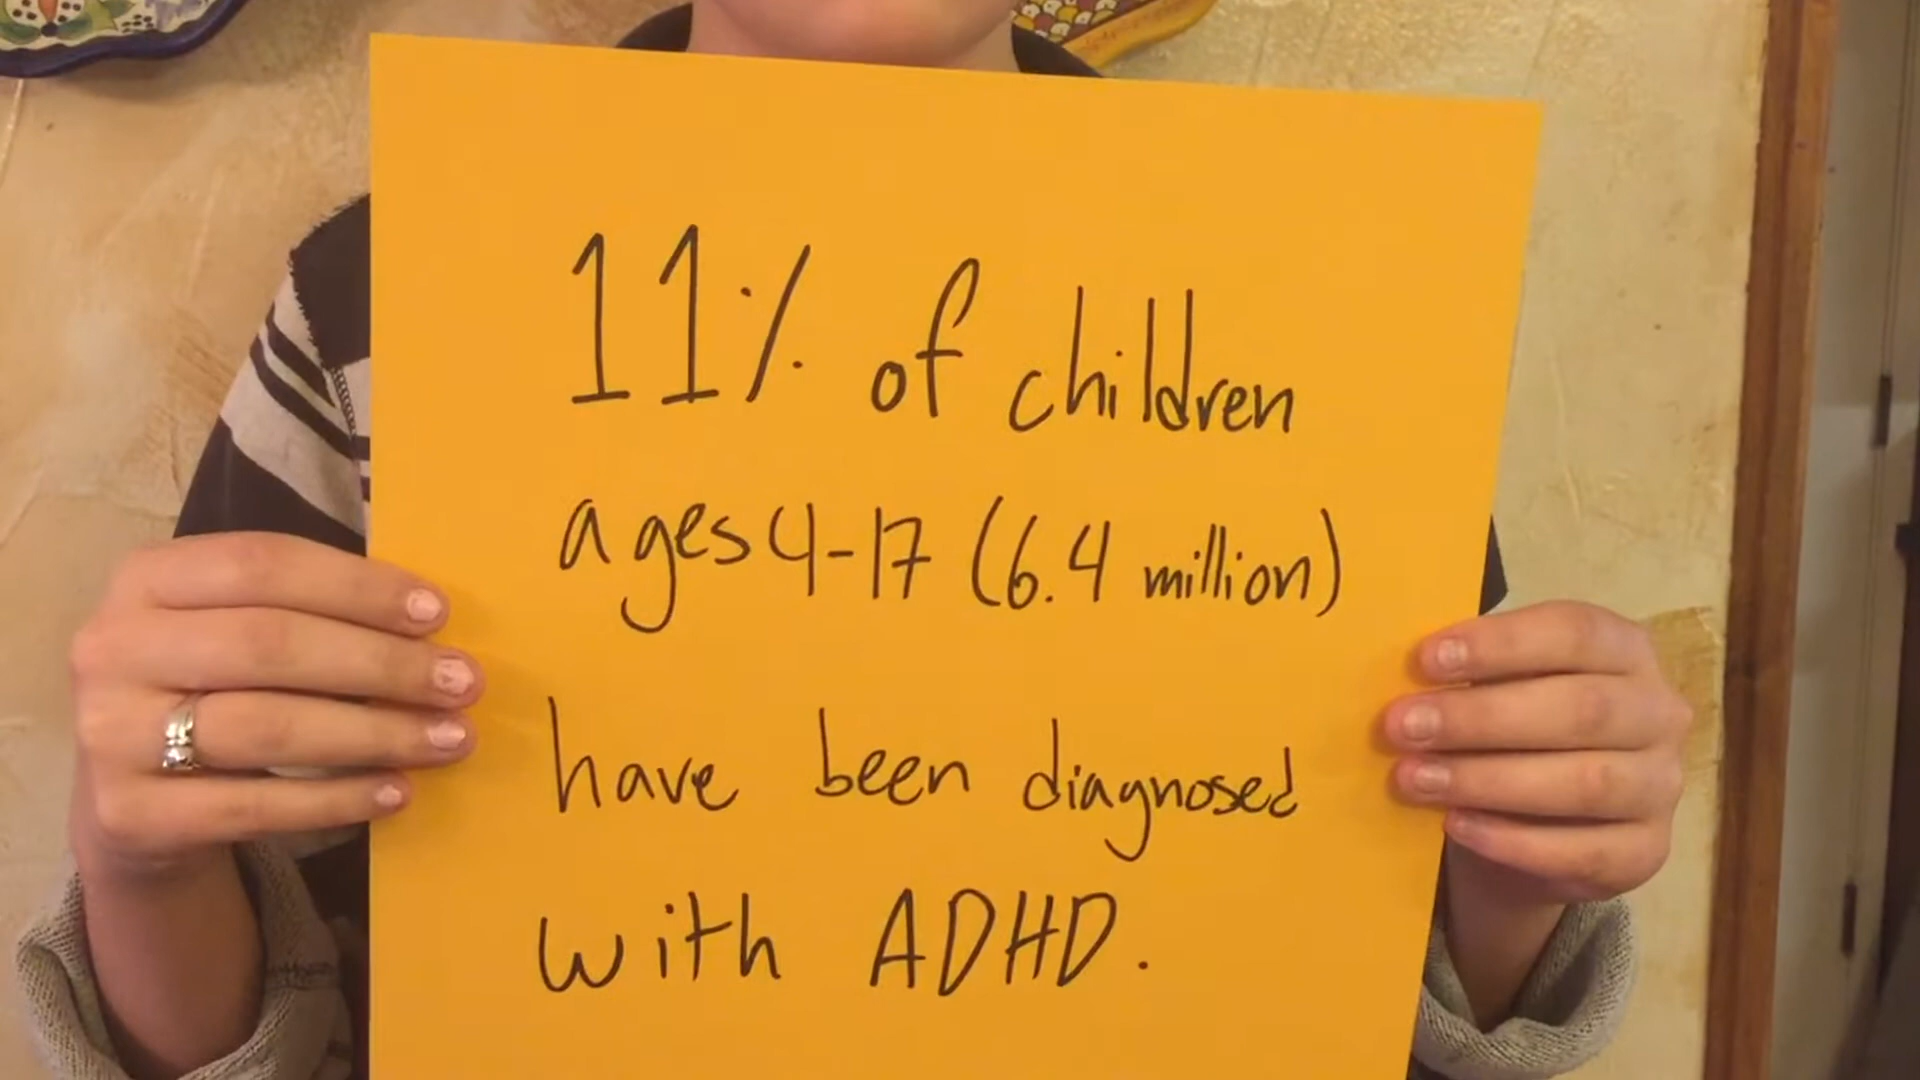 11% of children
ages 4-17 (6.4 million)
have been diagnosed
with ADHD.